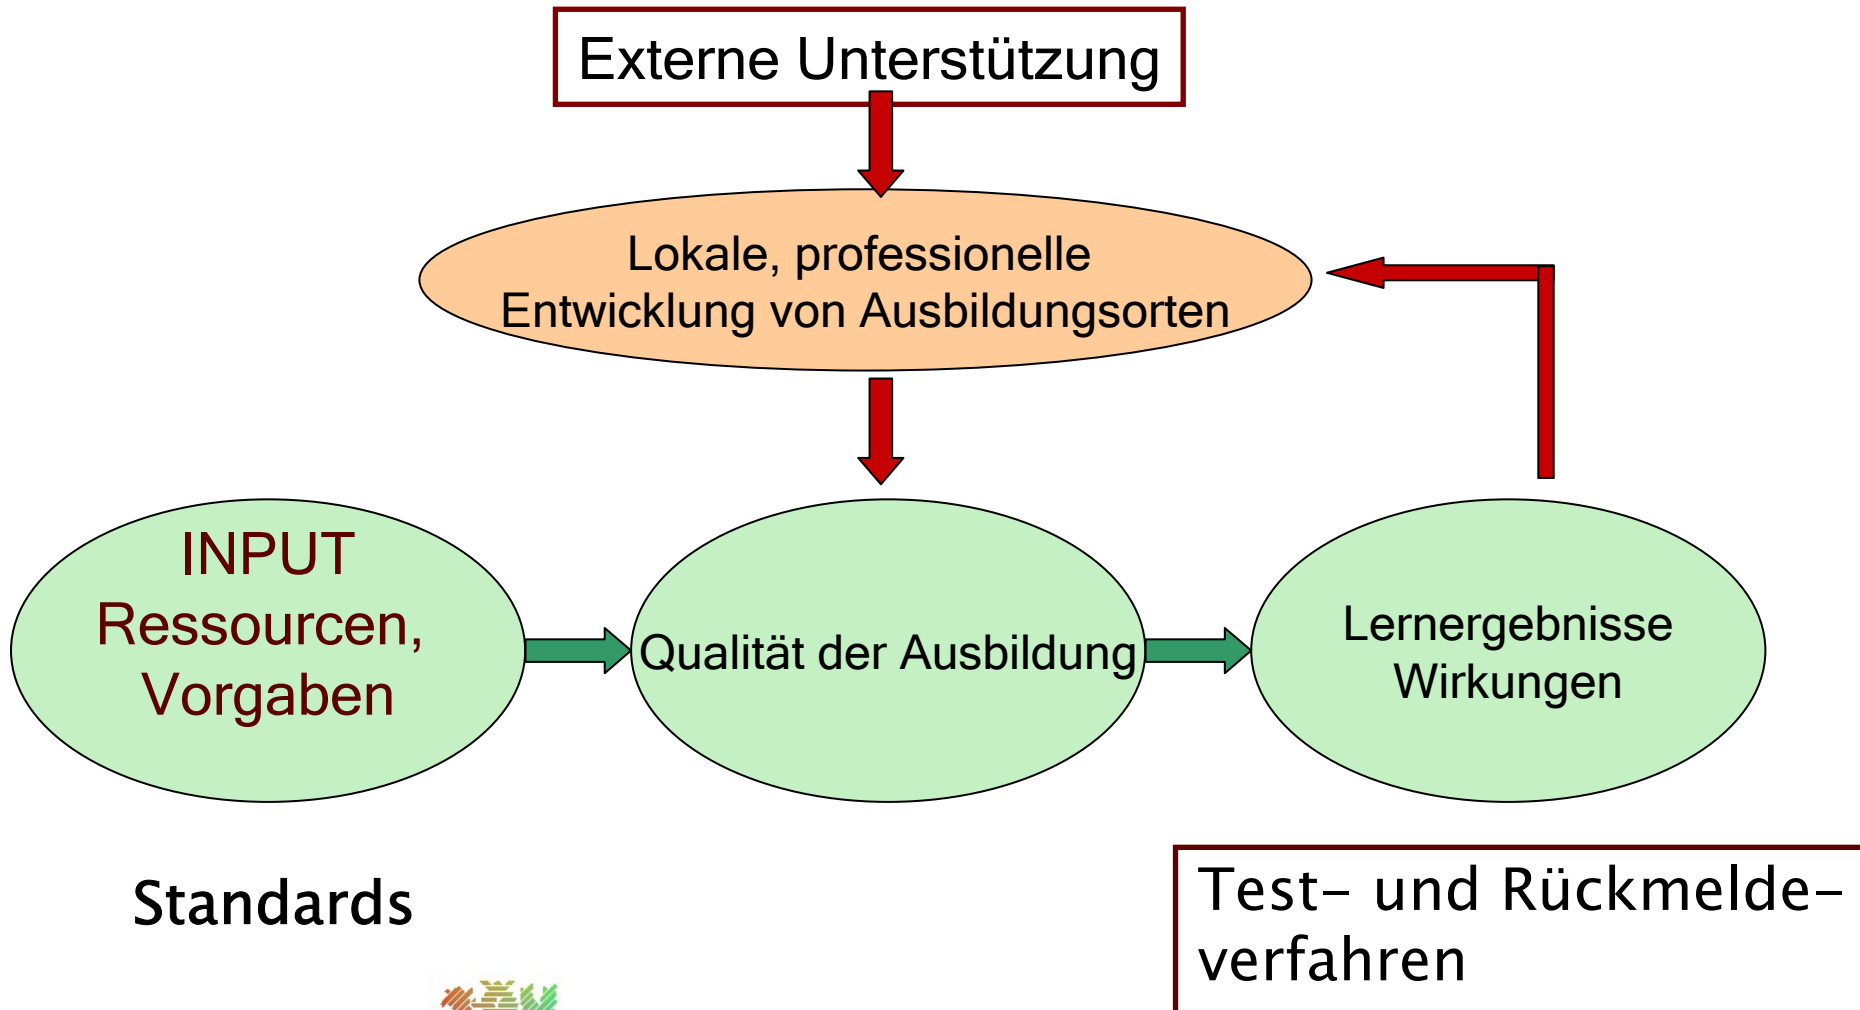 Externe Unterstützung
Lokale, professionelle
Entwicklung von Ausbildungsorten
INPUT
Ressourcen,
Vorgaben
Qualität der Ausbildung
Lernergebnisse
Wirkungen
Standards
Test- und Rückmelde-
verfahren